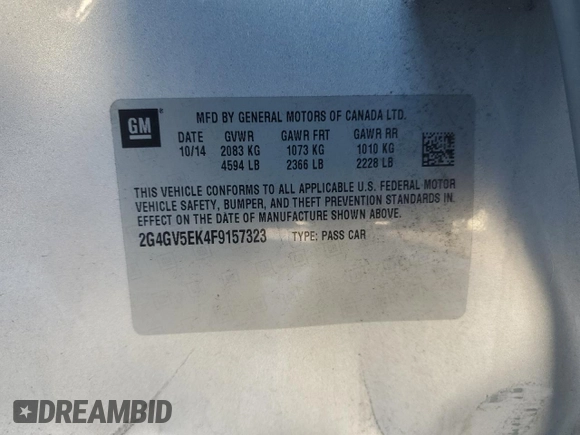 GM
MFD BY GENERAL MOTORS OF CANADA LTD.
DATE GVWR GAWR FRT GAWR RR
10/14 2083 KG 1073 KG 1010 KG
4594 LB 2366 LB 2228 LB
THIS VEHICLE CONFORMS TO ALL APPLICABLE U.S. FEDERAL MOTOR
VEHICLE SAFETY, BUMPER, AND THEFT PREVENTION STANDARDS IN
EFFECT ON THE DATE OF MANUFACTURE SHOWN ABOVE.
2G4GV5EK4F9157323 TYPE: PASS CAR
DREAMBID